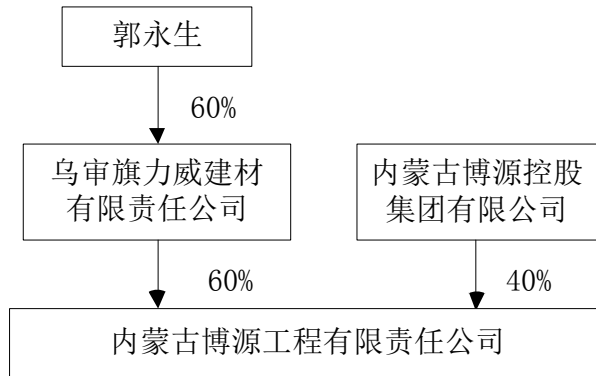 郭永生
60%
乌审旗力威建材
有限责任公司
内蒙古博源控股
集团有限公司
60%
40%
内蒙古博源工程有限责任公司